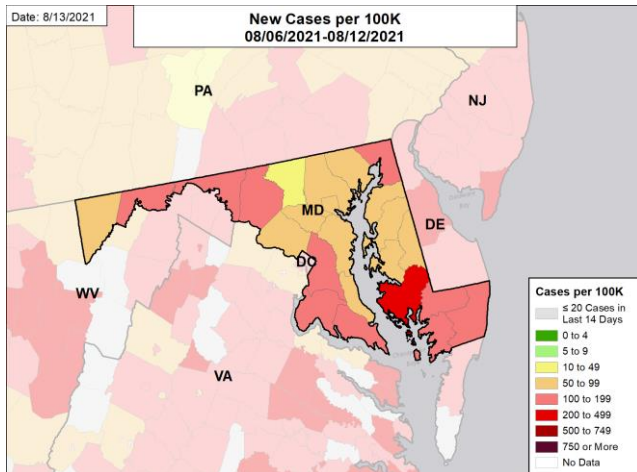 Date: 8/13/2021
New Cases per 100K
08/06/2021-08/12/2021
PA
NJ
MD
DE
DC
WV
VA
Cases per 100K
≤ 20 Cases in
Last 14 Days
0 to 4
5 to 9
10 to 49
50 to 99
100 to 199
200 to 499
500 to 749
750 or More
No Data